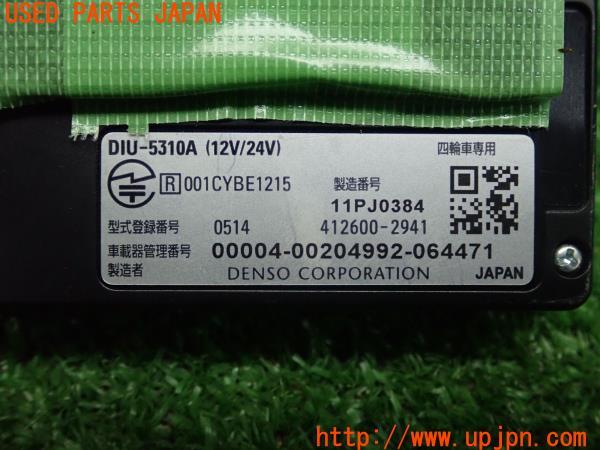 USED PARTS JAPAN
DIU-5310A (12V/24V)
四輪車専用
R 001CYBE1215
製造番号
11PJ0384
型式登録番号 0514 412600-2941
車載器管理番号 00004-00204992-064471
製造者 DENSO CORPORATION JAPAN
http://www.upjpn.com/